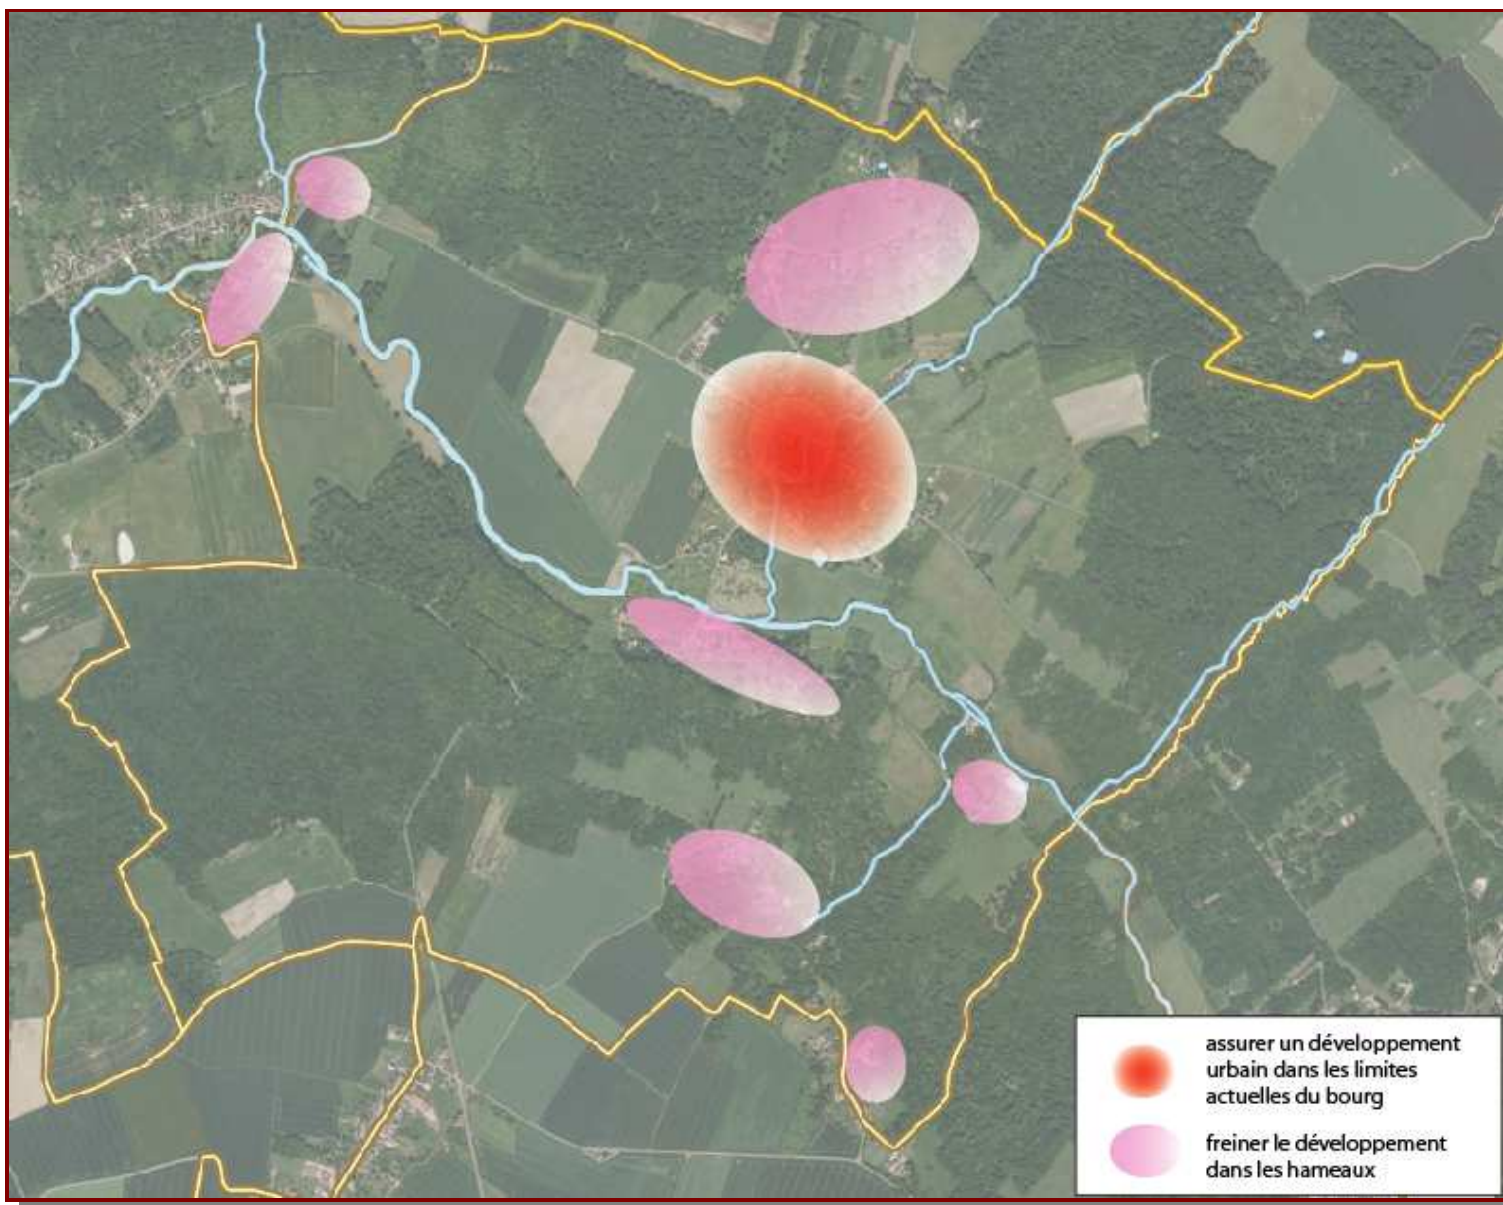 assurer un développement
urbain dans les limites
actuelles du bourg
freiner le développement
dans les hameaux